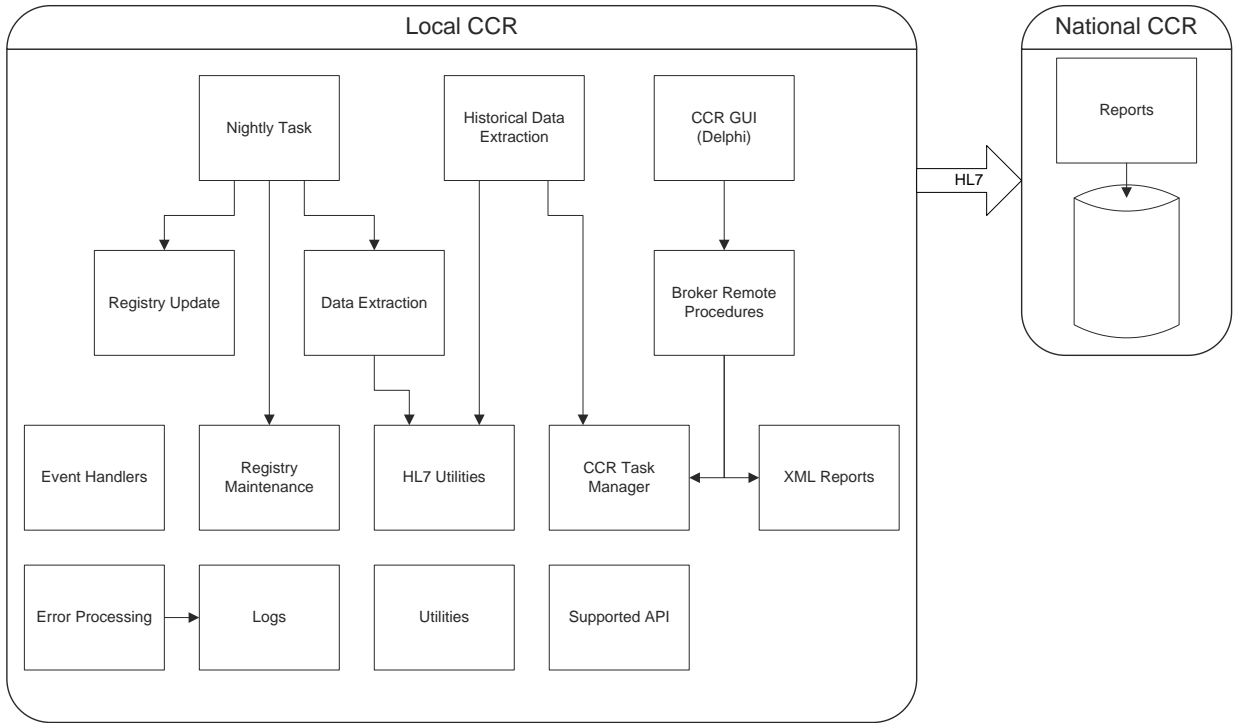 Local CCR
National CCR
Nightly Task
Historical Data
Extraction
CCR GUI
(Delphi)
Reports
HL7
Registry Update
Data Extraction
Broker Remote
Procedures
Event Handlers
Registry
Maintenance
HL7 Utilities
CCR Task
Manager
XML Reports
Error Processing
Logs
Utilities
Supported API